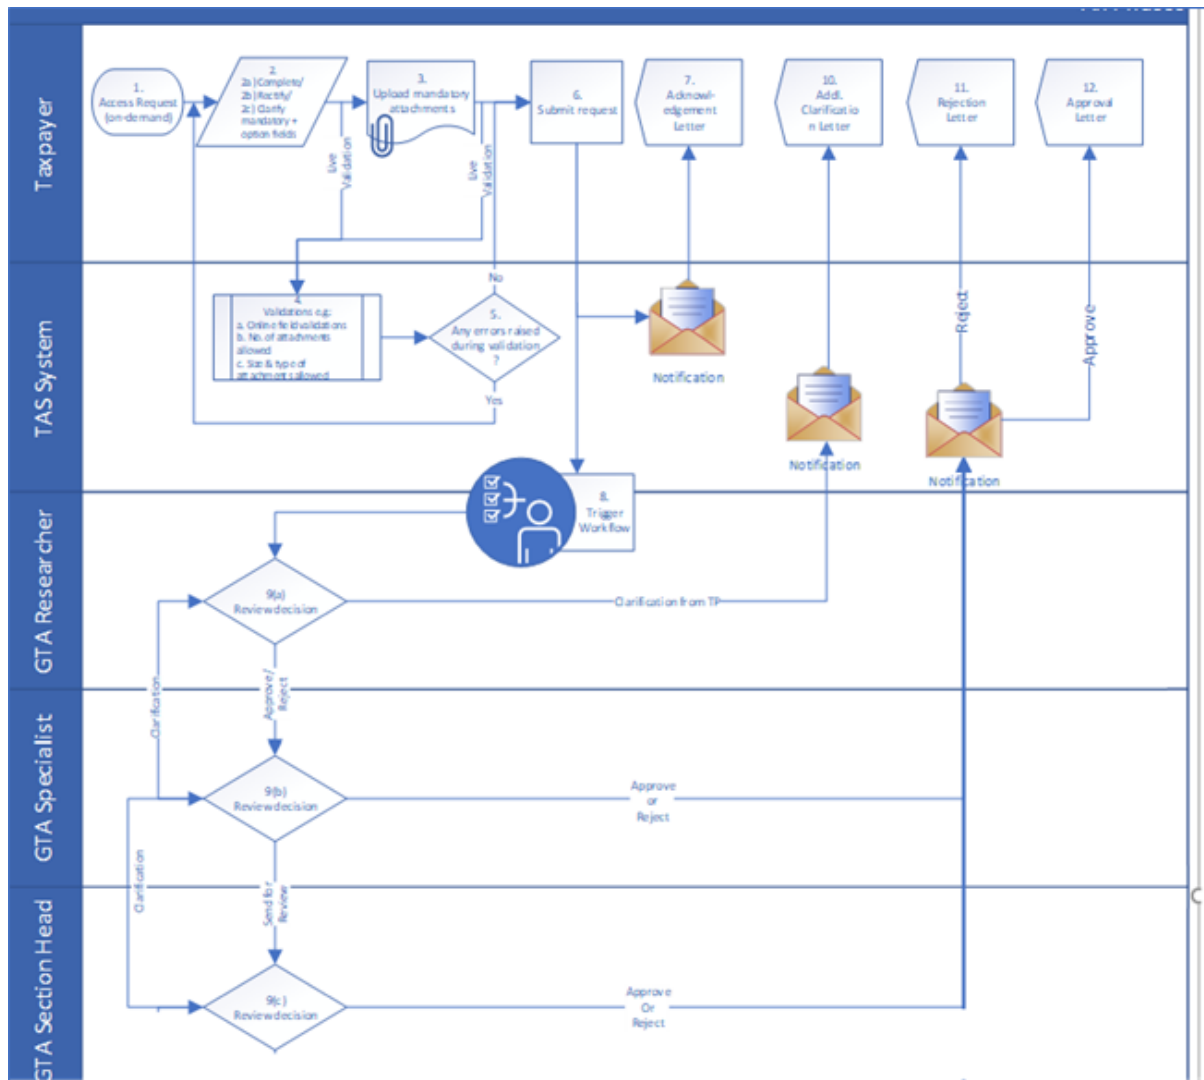 Taxpayer
1.
Access Request
(on-demand)
2.
2a) Complete/
2b) Rectify/
2c) Clarify
mandatory +
option fields
3.
Upload mandatory
attachments
6.
Submit request
7.
Acknowl-
edgement
Letter
10.
Addl.
Clarificatio
n Letter
11.
Rejection
Letter
12.
Approval
Letter
Live
Validation
Live
Validation
TAS System
4.
Validations e.g:
a. Online field validations
b. No. of attachments
allowed
c. Size & type of
attachments allowed
No
5.
Any errors raised
during validation
?
Yes
Notification
Notification
Notification
Reject
Approve
8.
Trigger
Workflow
GTA Researcher
9(a)
Review decision
Clarification from TP
Clarification
Approve/
Reject
GTA Specialist
9(b)
Review decision
Approve
or
Reject
Clarification
Send for
Review
GTA Section Head
9(c)
Review decision
Approve
Or
Reject